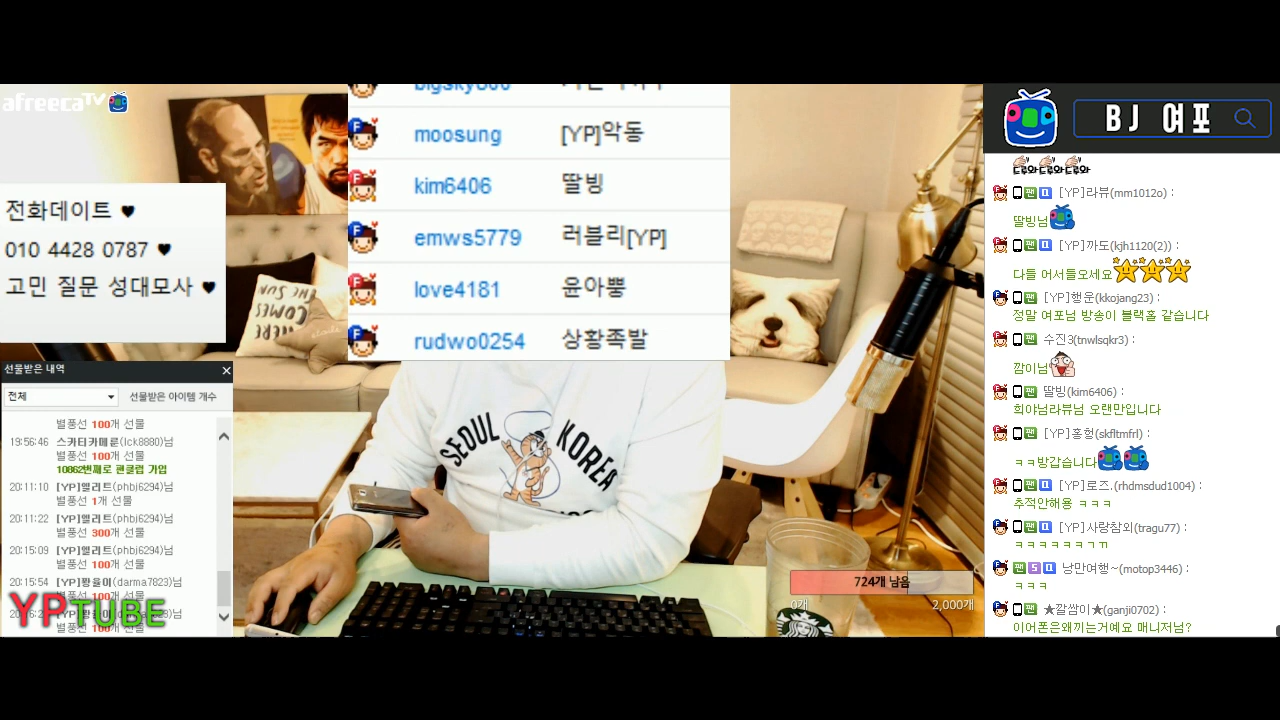 afreecaTV
전화데이트 ♥
010 4428 0787 ♥
고민 질문 성대모사 ♥
moosung [YP]악동
kim6406 딸빙
emws5779 러블리[YP]
love4181 윤아뿡
rudwo0254 상황족발
선물받은 내역
전체 선물받은 아이템 개수
별풍선 100개 선물
19:56:46 스카티카메론(lck8880)님
별풍선 100개 선물
10862번째로 팬클럽 가입
20:11:10 [YP]엘리트(phbj6294)님
별풍선 1개 선물
20:11:22 [YP]엘리트(phbj6294)님
별풍선 300개 선물
20:15:09 [YP]엘리트(phbj6294)님
별풍선 100개 선물
20:15:54 (darma7823)님
별풍선 100개 선물
별풍선 100개 선물
YPTUBE
SEOUL KOREA
724개 남음
0개 2,000개
BJ 여포
[YP]라뷰(mm1012o) :
딸빙님
[YP]까도(kjh1120(2)) :
다들 어서들오세요
[YP]행운(kkojang23) :
정말 여포님 방송이 블랙홀 같습니다
수진3(tnwlsqkr3) :
깜이님
딸빙(kim6406) :
희야님라뷰님 오랜만입니다
[YP]홍형(skfltmfrl) :
ㅋㅋ방갑습니다
[YP]로즈.(rhdmsdud1004) :
추적안해용 ㅋㅋㅋ
[YP]사랑참외(tragu77) :
ㅋㅋㅋㅋㅋㅋㄱㄲ
낭만여행~(motop3446) :
ㅋㅋㅋ
★깔쌈이★(ganji0702) :
이어폰은왜끼는거예요 매니저님?